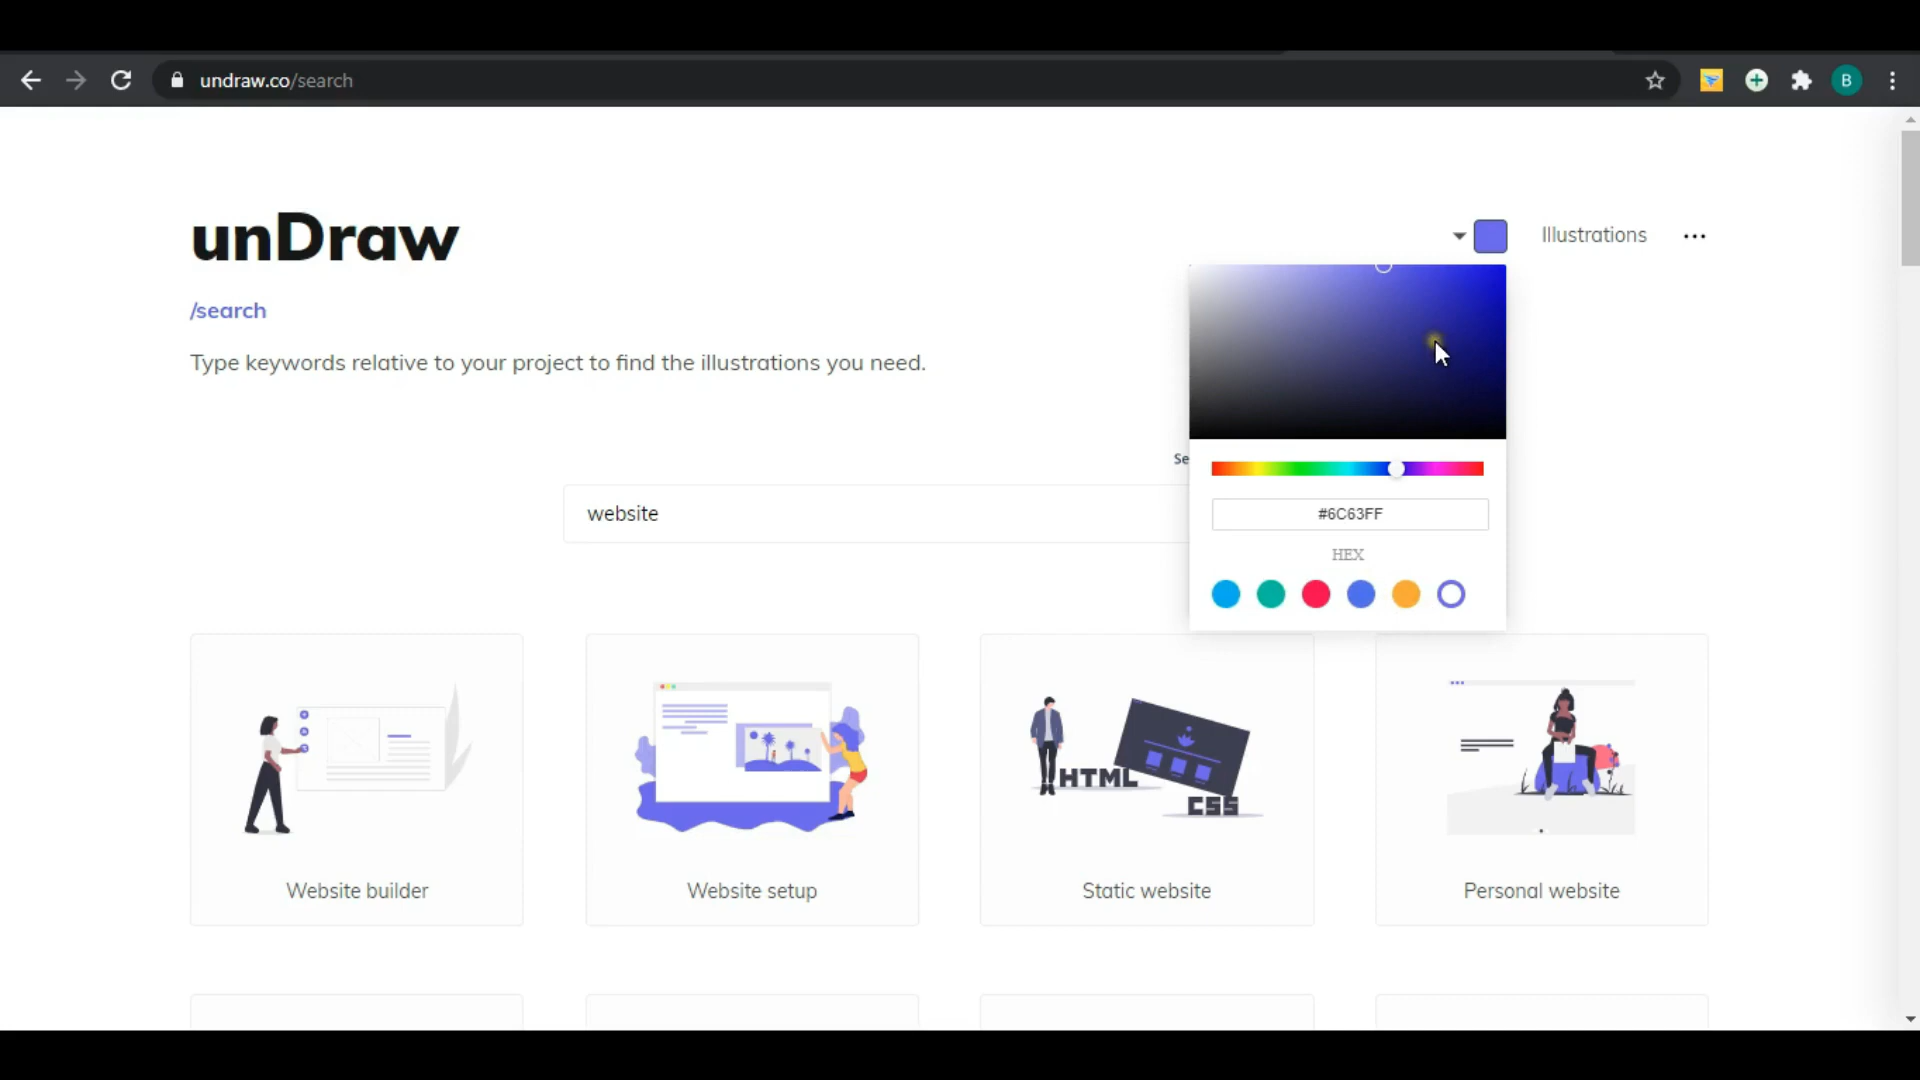 undraw.co/search
B
unDraw
Illustrations
/search
Type keywords relative to your project to find the illustrations you need.
Se
website
#6C63FF
HEX
HTML
CSS
Website builder
Website setup
Static website
Personal website